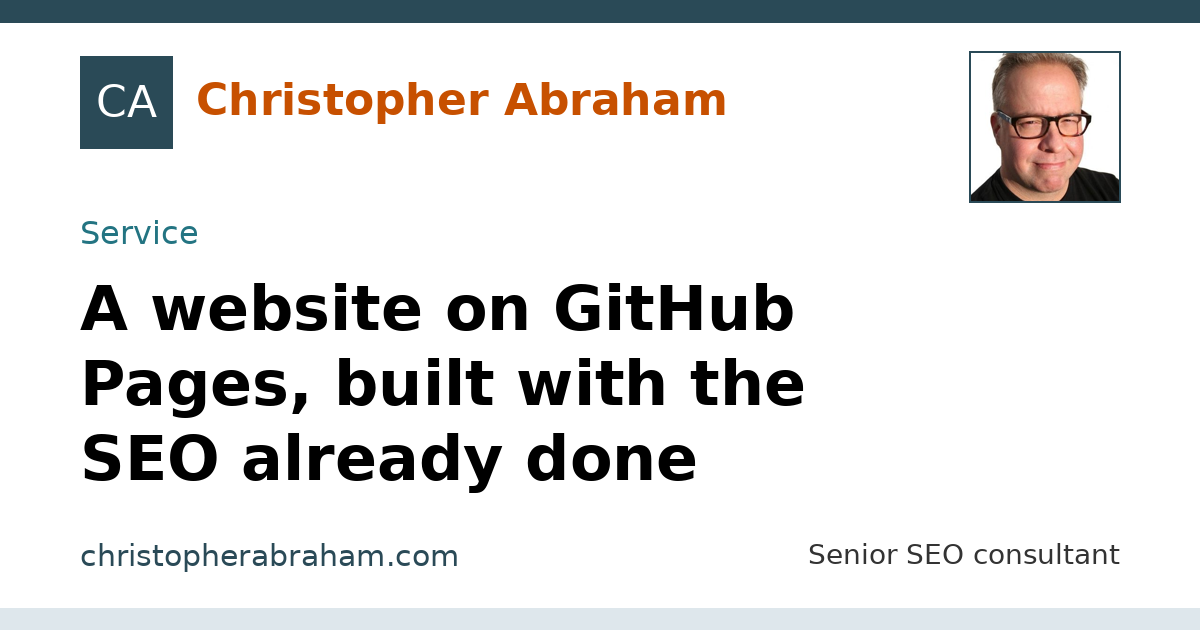 CA
Christopher Abraham
Service
A website on GitHub
Pages, built with the
SEO already done
christopherabraham.com
Senior SEO consultant